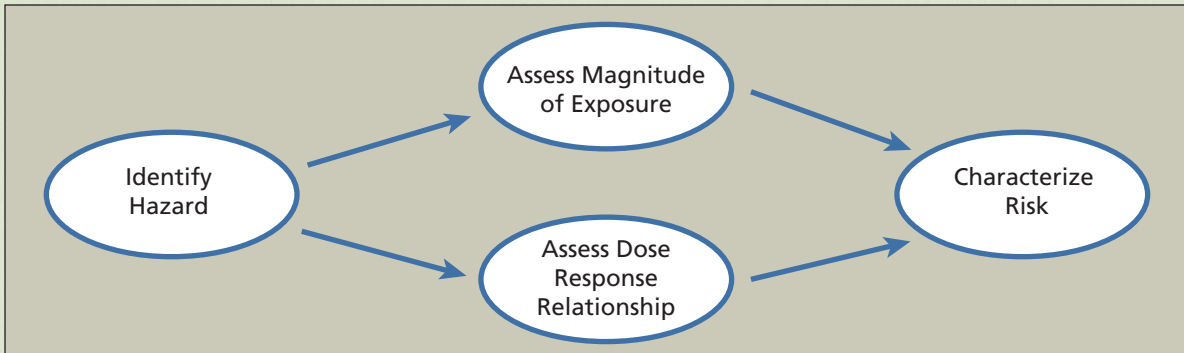 Identify
Hazard
Assess Magnitude
of Exposure
Assess Dose
Response
Relationship
Characterize
Risk